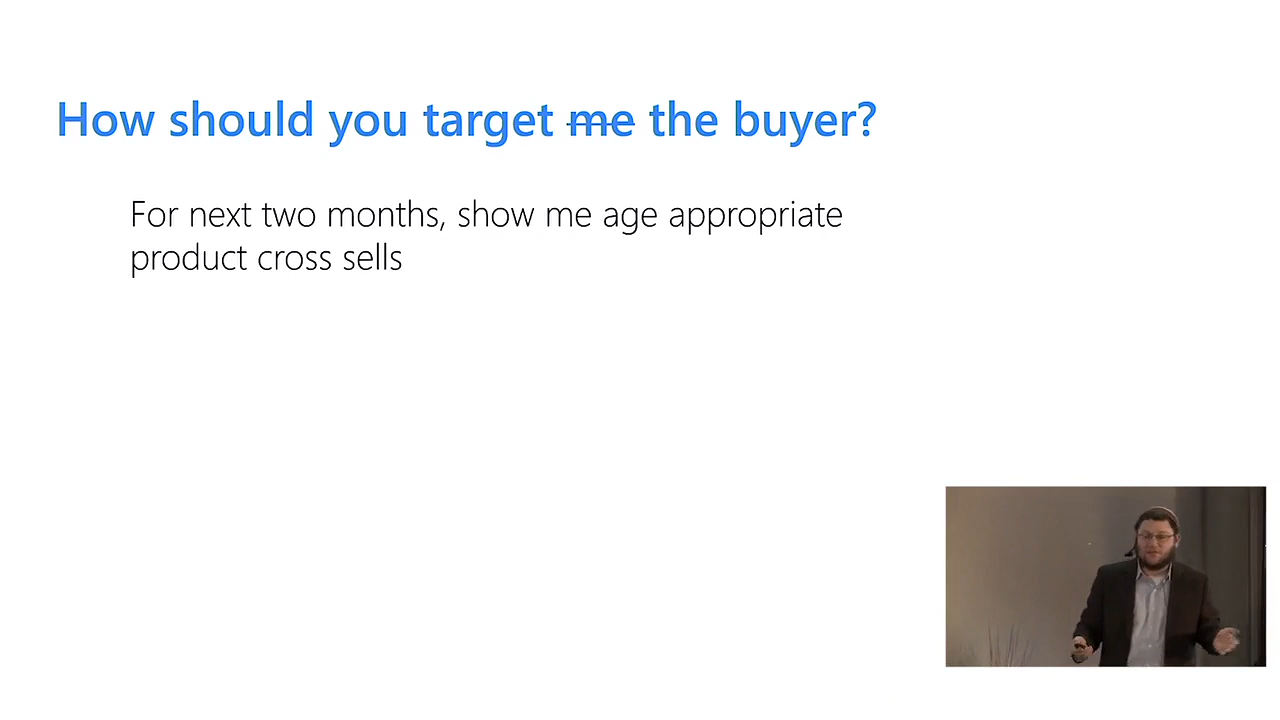 How should you target me the buyer?
For next two months, show me age appropriate
product cross sells